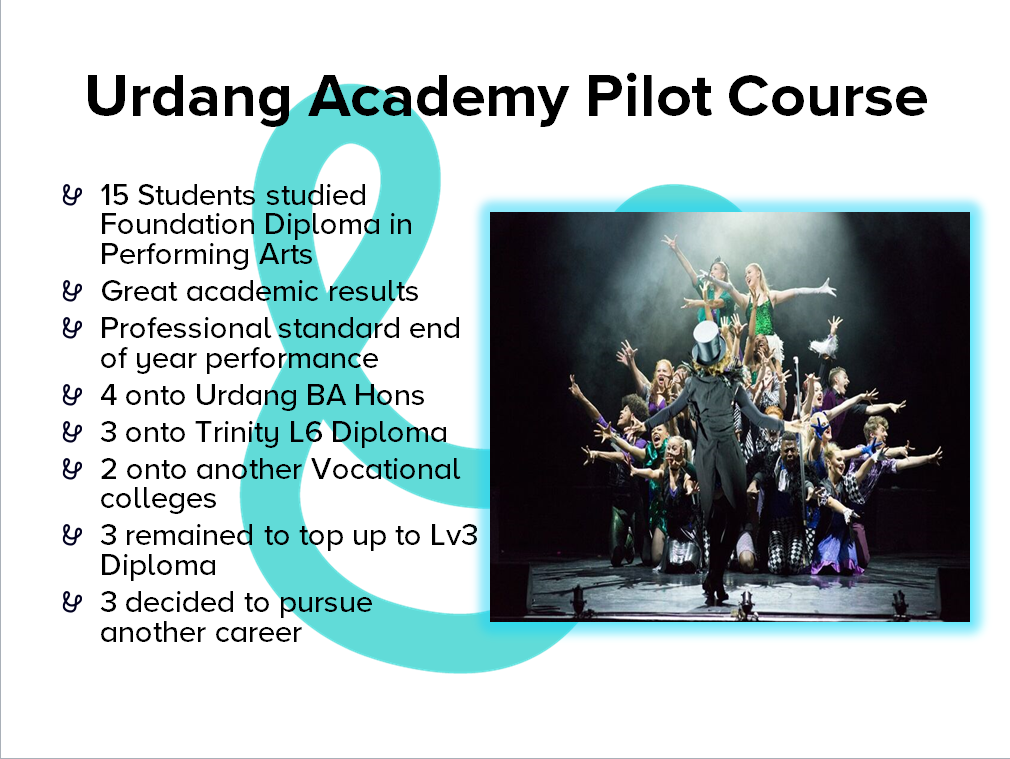 Urdang Academy Pilot Course
15 Students studied
Foundation Diploma in
Performing Arts
Great academic results
Professional standard end
of year performance
4 onto Urdang BA Hons
3 onto Trinity L6 Diploma
2 onto another Vocational
colleges
3 remained to top up to Lv3
Diploma
3 decided to pursue
another career